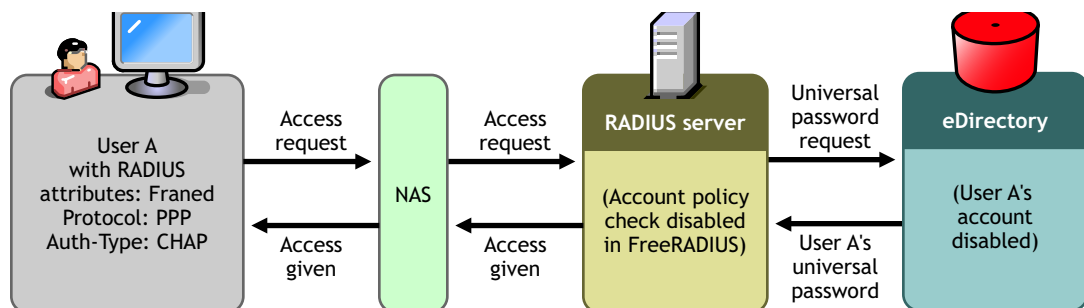 User A
with RADIUS
attributes: Franed
Protocol: PPP
Auth-Type: CHAP
Access
request
Access
given
NAS
Access
request
Access
given
RADIUS server
(Account policy
check disabled
in FreeRADIUS)
Universal
password
request
User A's
universal
password
eDirectory
(User A's
account
disabled)